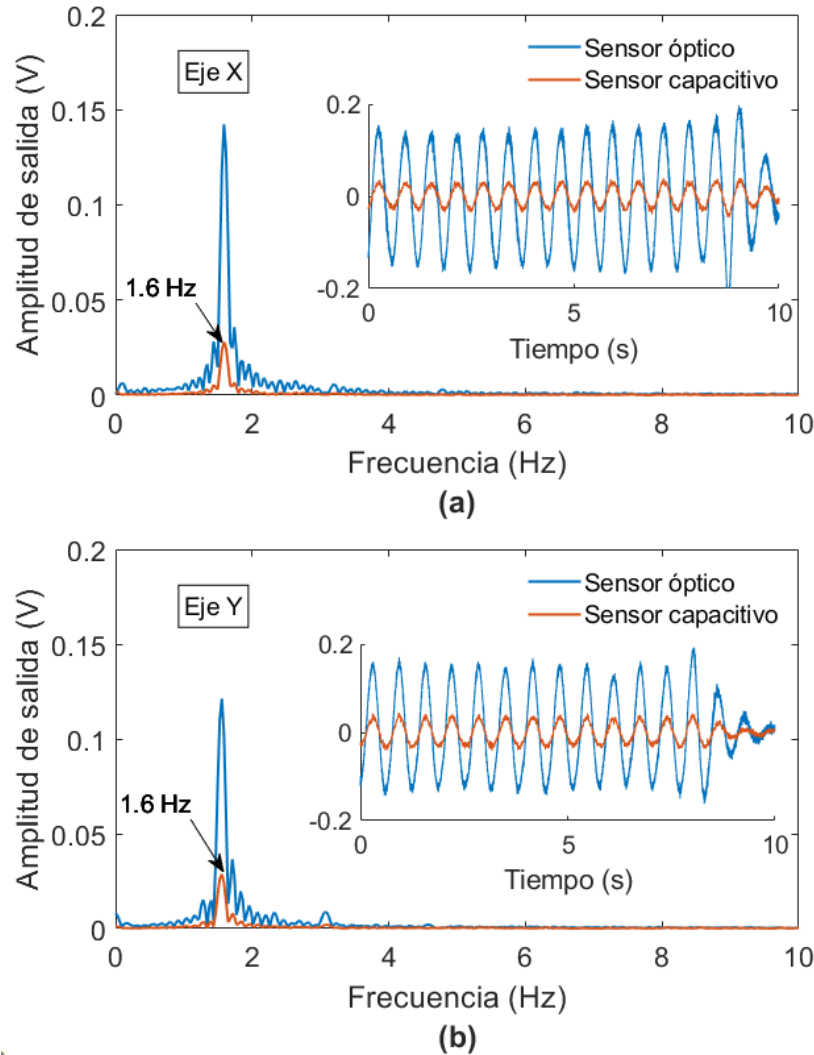 0.2
Eje X
Sensor óptico
Sensor capacitivo
0.15
0.1
0.05
0
Amplitud de salida (V)
1.6 Hz
0.2
0
-0.2
0 5 10
Tiempo (s)
0 2 4 6 8 10
Frecuencia (Hz)
(a)
0.2
Eje Y
Sensor óptico
Sensor capacitivo
0.15
0.1
0.05
0
Amplitud de salida (V)
1.6 Hz
0.2
0
-0.2
0 5 10
Tiempo (s)
0 2 4 6 8 10
Frecuencia (Hz)
(b)